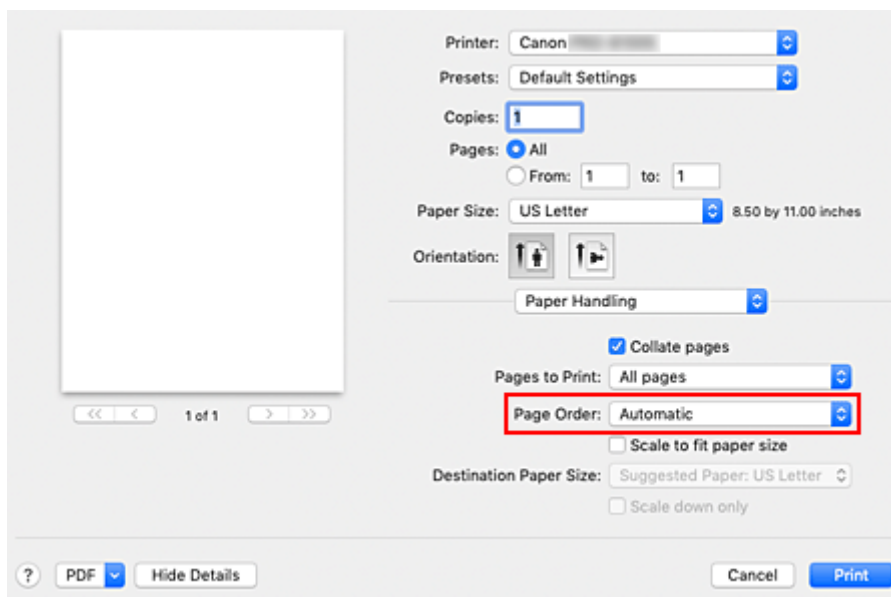 Printer: Canon
Presets: Default Settings
Copies: 1
Pages: All
From: 1 to: 1
Paper Size: US Letter 8.50 by 11.00 inches
Orientation:
Paper Handling
Collate pages
Pages to Print: All pages
1 of 1
Page Order: Automatic
Scale to fit paper size
Destination Paper Size: Suggested Paper: US Letter
Scale down only
? PDF Hide Details Cancel Print